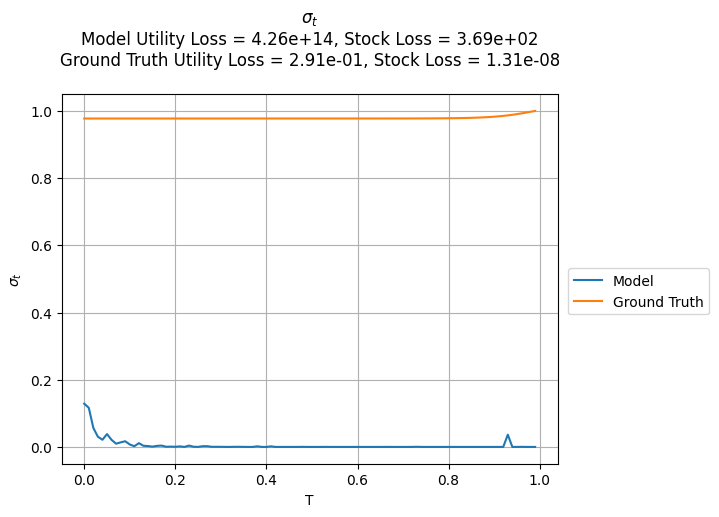 σ_t
Model Utility Loss = 4.26e+14, Stock Loss = 3.69e+02
Ground Truth Utility Loss = 2.91e-01, Stock Loss = 1.31e-08
1.0
0.8
0.6
0.4
0.2
0.0
σ_t
0.0 0.2 0.4 0.6 0.8 1.0
T
Model
Ground Truth